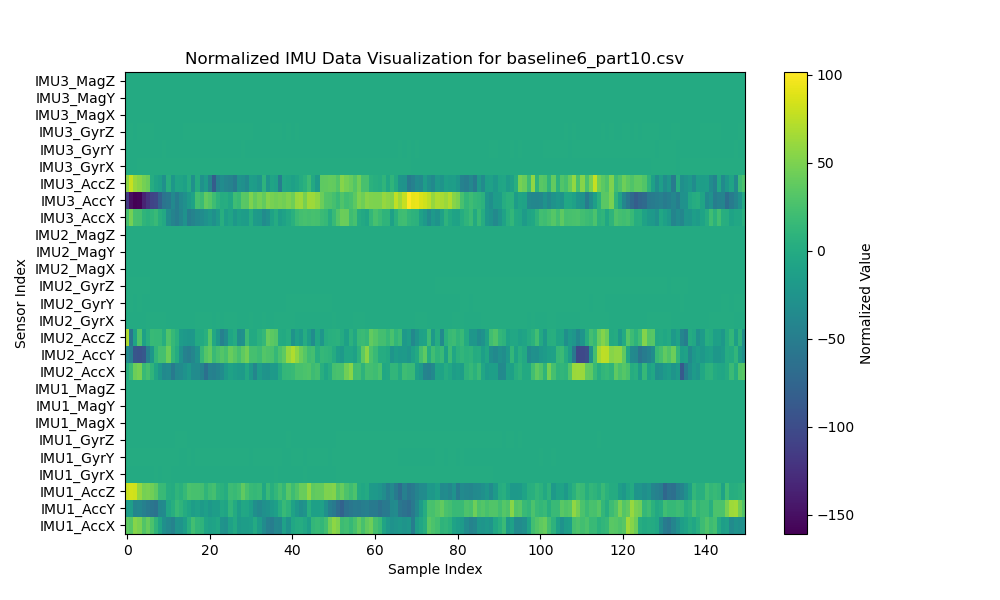 Normalized IMU Data Visualization for baseline6_part10.csv
IMU3_MagZ
IMU3_MagY
IMU3_MagX
IMU3_GyrZ
IMU3_GyrY
IMU3_GyrX
IMU3_AccZ
IMU3_AccY
IMU3_AccX
IMU2_MagZ
IMU2_MagY
IMU2_MagX
IMU2_GyrZ
IMU2_GyrY
IMU2_GyrX
IMU2_AccZ
IMU2_AccY
IMU2_AccX
IMU1_MagZ
IMU1_MagY
IMU1_MagX
IMU1_GyrZ
IMU1_GyrY
IMU1_GyrX
IMU1_AccZ
IMU1_AccY
IMU1_AccX
Sensor Index
0 20 40 60 80 100 120 140
Sample Index
100
50
0
−50
−100
−150
Normalized Value